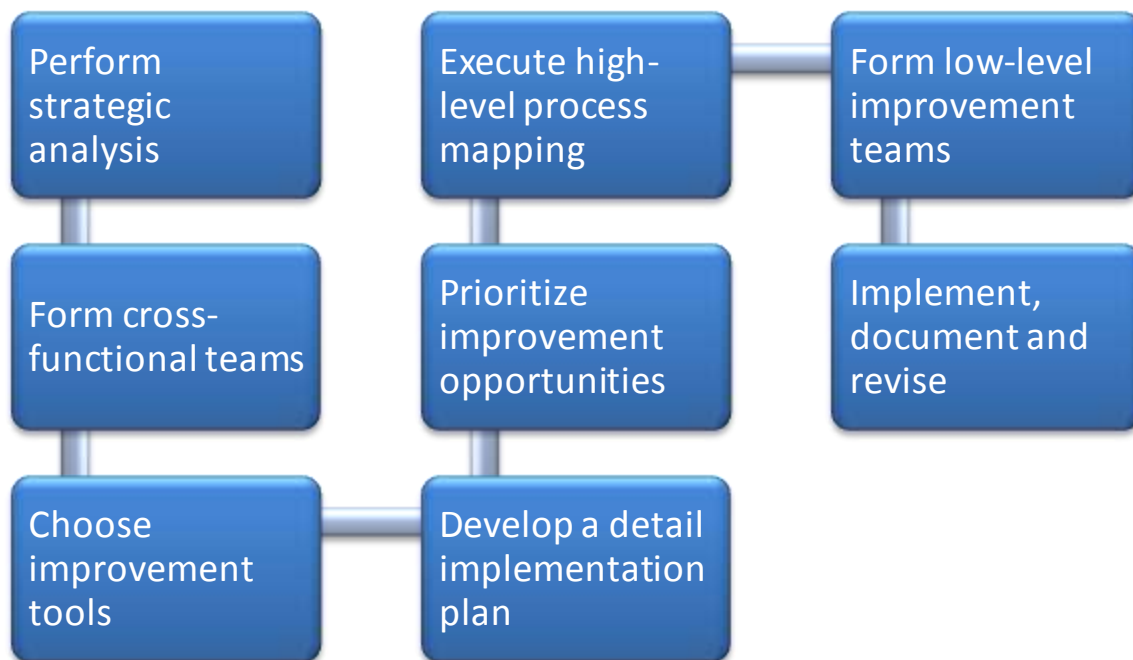 Perform
strategic
analysis
Form cross-
functional teams
Choose
improvement
tools
Develop a detail
implementation
plan
Prioritize
improvement
opportunities
Execute high-
level process
mapping
Form low-level
improvement
teams
Implement,
document and
revise